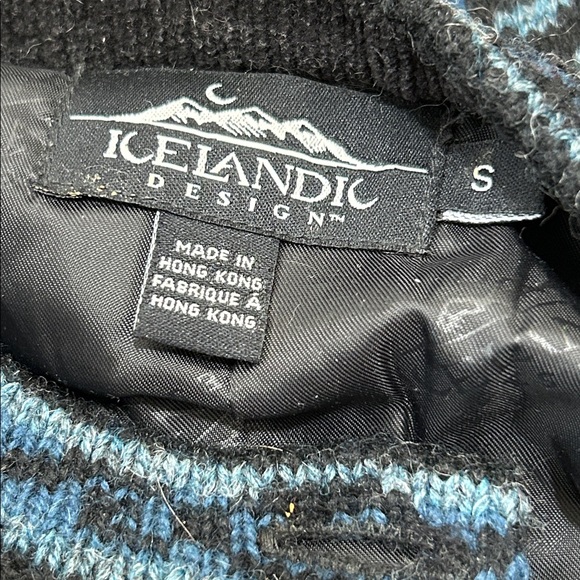 ICELANDIC
DESIGN™
S
MADE IN
HONG KONG
FABRIQUE À
HONG KONG